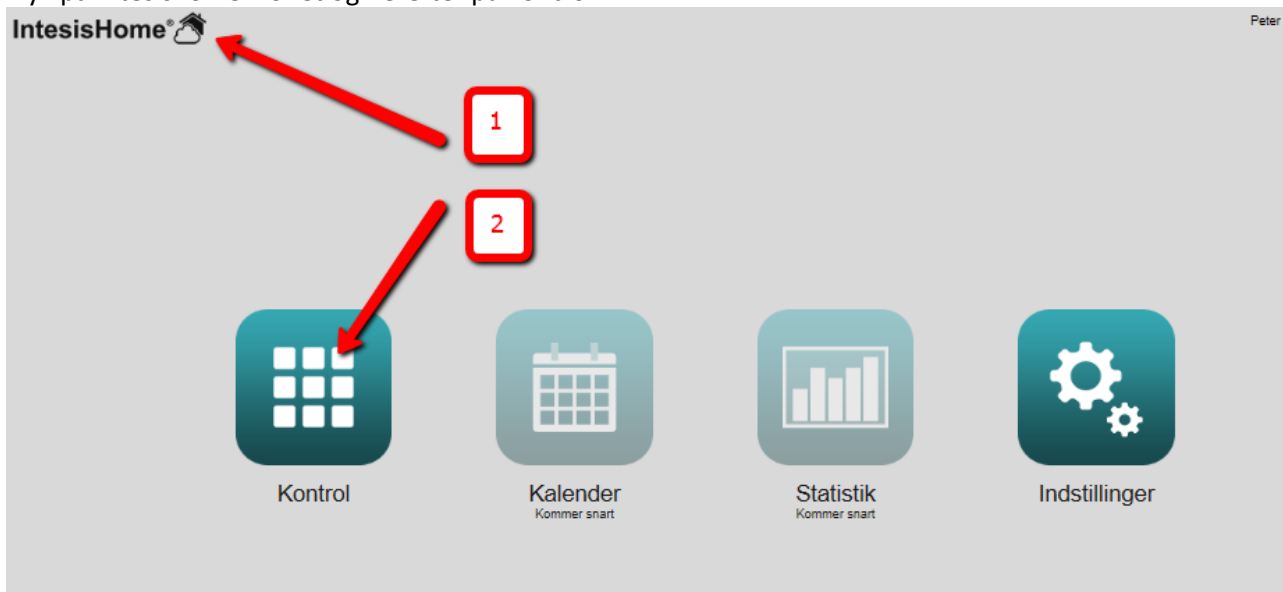 IntesisHome®
Peter
1
2
Kontrol
Kalender
Kommer snart
Statistik
Kommer snart
Indstillinger